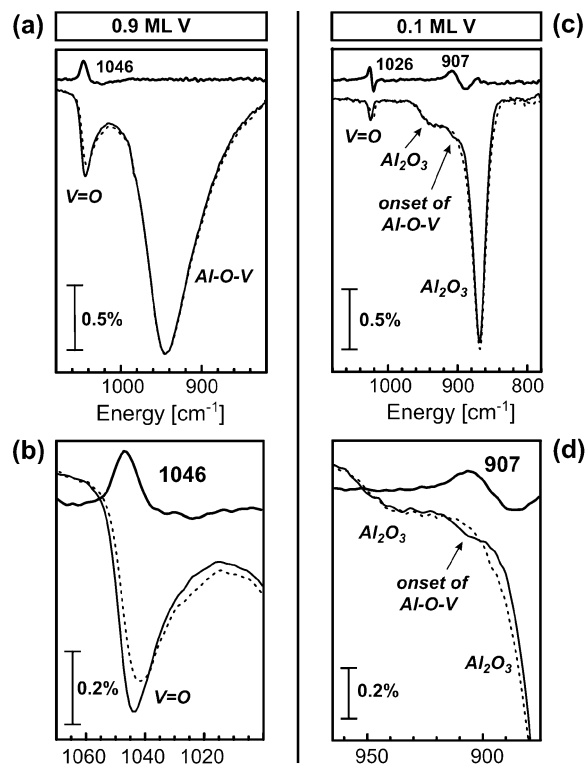 (a)
0.9 ML V
1046
V=O
Al-O-V
0.5%
1000
900
Energy [cm⁻¹]
(b)
1046
V=O
0.2%
1060
1040
1020
0.1 ML V
(c)
1026
907
V=O
Al₂O₃
onset of
Al-O-V
Al₂O₃
0.5%
1000
900
800
Energy [cm⁻¹]
(d)
907
Al₂O₃
onset of
Al-O-V
Al₂O₃
0.2%
950
900